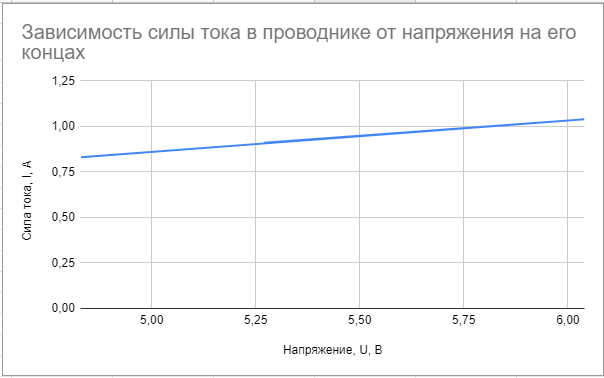 Зависимость силы тока в проводнике от напряжения на его
концах
1,25
1,00
0,75
0,50
0,25
0,00
Сила тока, I, А
5,00 5,25 5,50 5,75 6,00
Напряжение, U, В